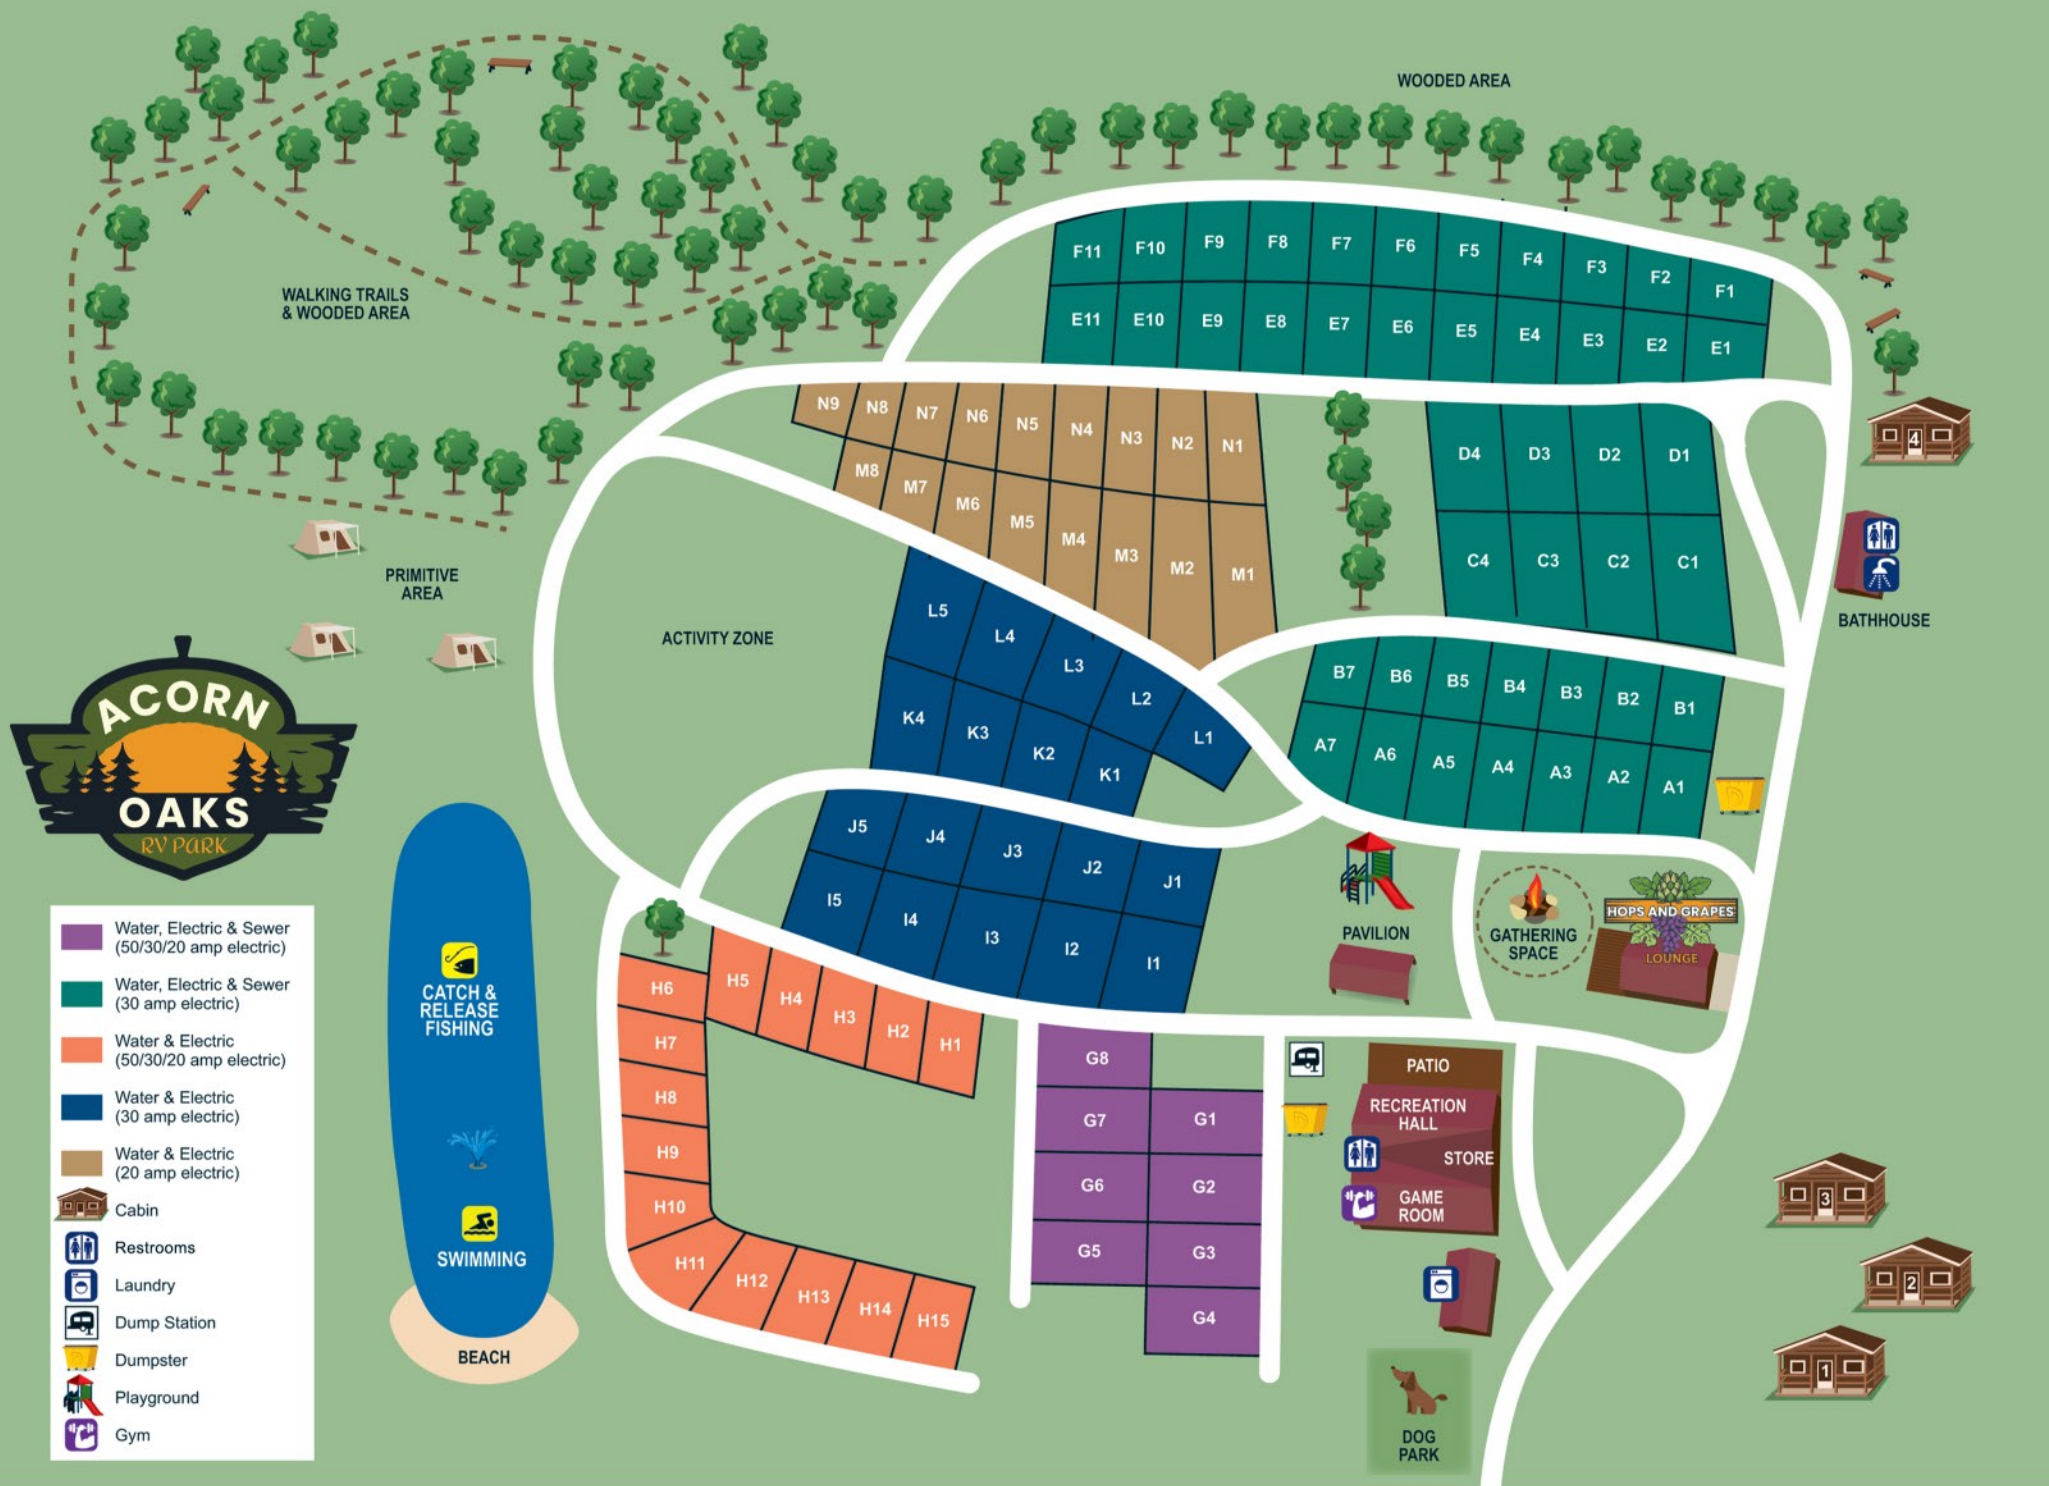 WOODED AREA
WALKING TRAILS
& WOODED AREA
F11 F10 F9 F8 F7 F6 F5 F4 F3 F2 F1
E11 E10 E9 E8 E7 E6 E5 E4 E3 E2 E1
N9 N8 N7 N6 N5 N4 N3 N2 N1
M8 M7 M6 M5 M4 M3 M2 M1
D4 D3 D2 D1
C4 C3 C2 C1
4
BATHHOUSE
PRIMITIVE
AREA
ACTIVITY ZONE
L5 L4 L3 L2 L1
K4 K3 K2 K1
B7 B6 B5 B4 B3 B2 B1
A7 A6 A5 A4 A3 A2 A1
D
ACORN
OAKS
RV PARK
J5 J4 J3 J2 J1
I5 I4 I3 I2 I1
PAVILION
GATHERING
SPACE
HOPS AND GRAPES
LOUNGE
CATCH &
RELEASE
FISHING
SWIMMING
BEACH
H6 H5 H4 H3 H2 H1
H7
H8
H9
H10
H11 H12 H13 H14 H15
G8
G7 G1
G6 G2
G5 G3
G4
D
PATIO
RECREATION
HALL
STORE
GAME
ROOM
DOG
PARK
3
2
1
Water, Electric & Sewer
(50/30/20 amp electric)
Water, Electric & Sewer
(30 amp electric)
Water & Electric
(50/30/20 amp electric)
Water & Electric
(30 amp electric)
Water & Electric
(20 amp electric)
Cabin
Restrooms
Laundry
Dump Station
D
Dumpster
Playground
Gym